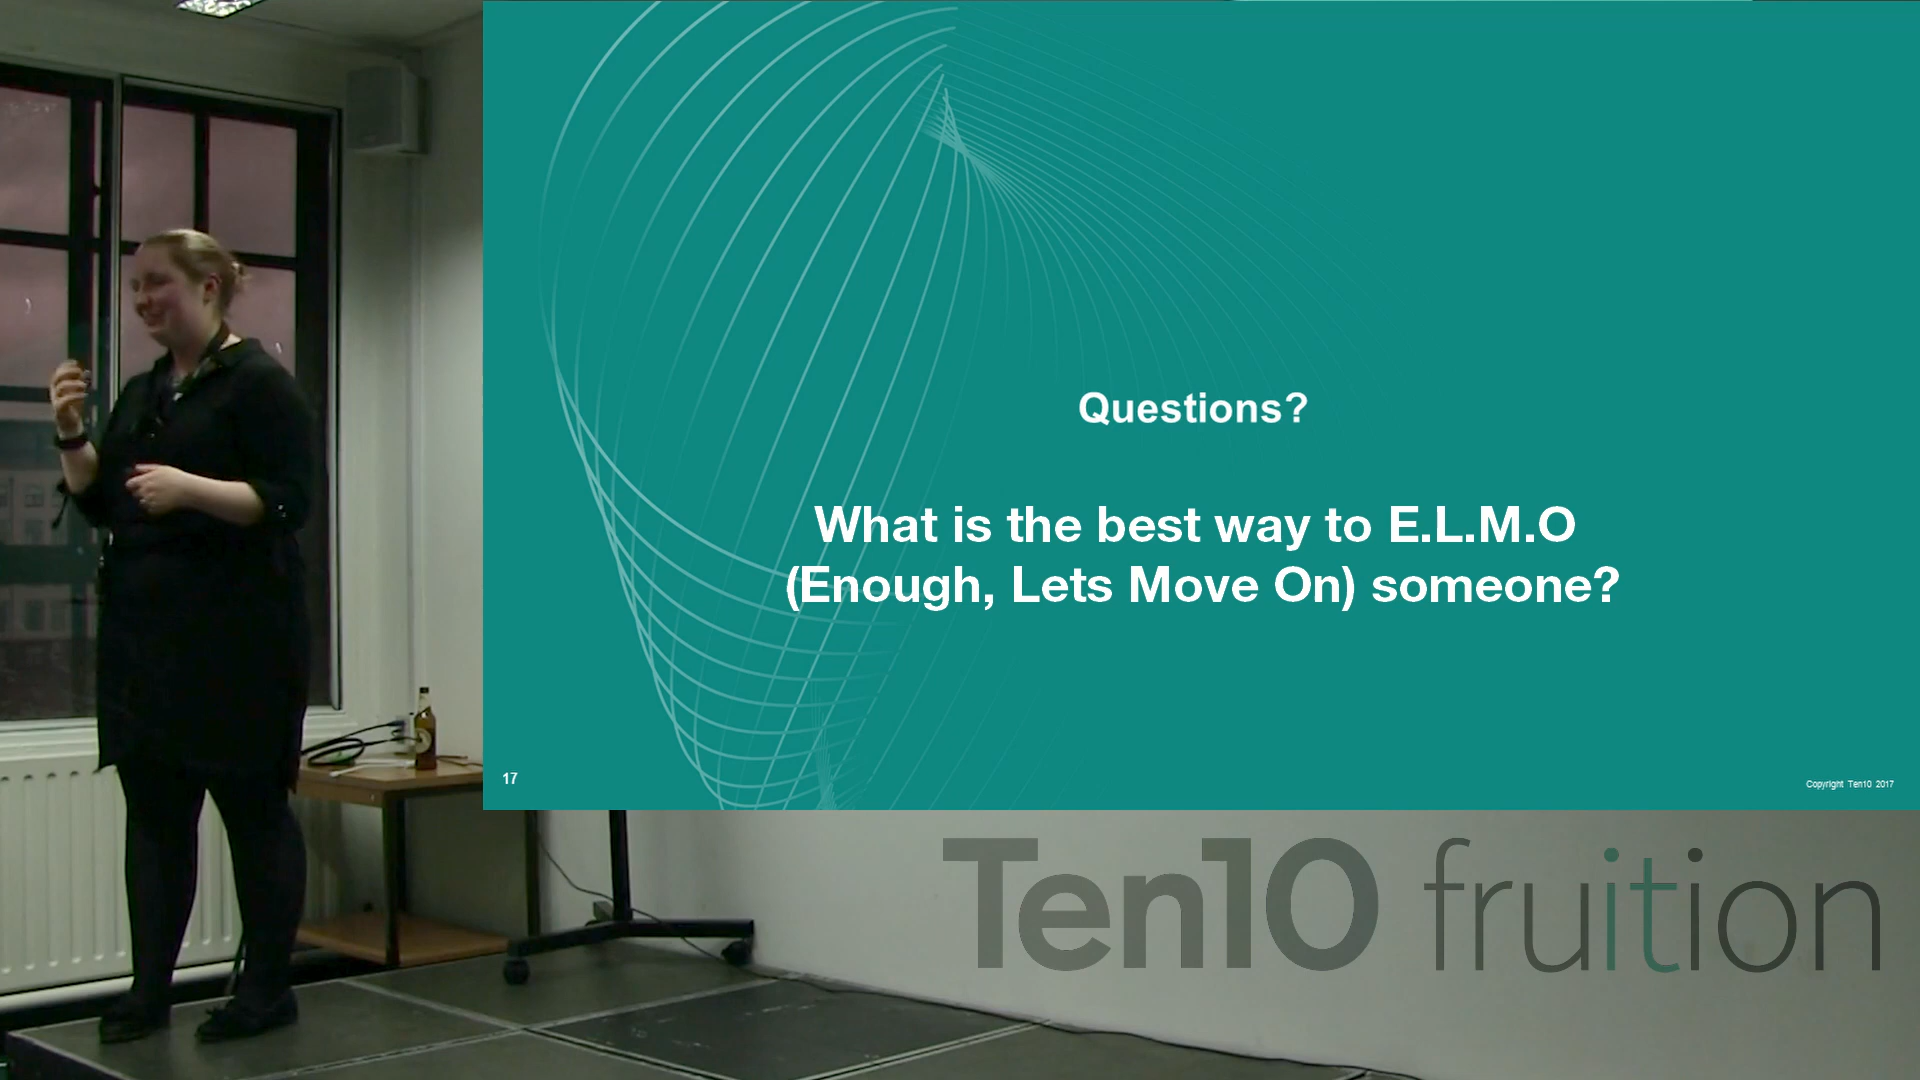 Questions?
What is the best way to E.L.M.O
(Enough, Lets Move On) someone?
17
Copyright Ten10 2017
Ten10 fruition